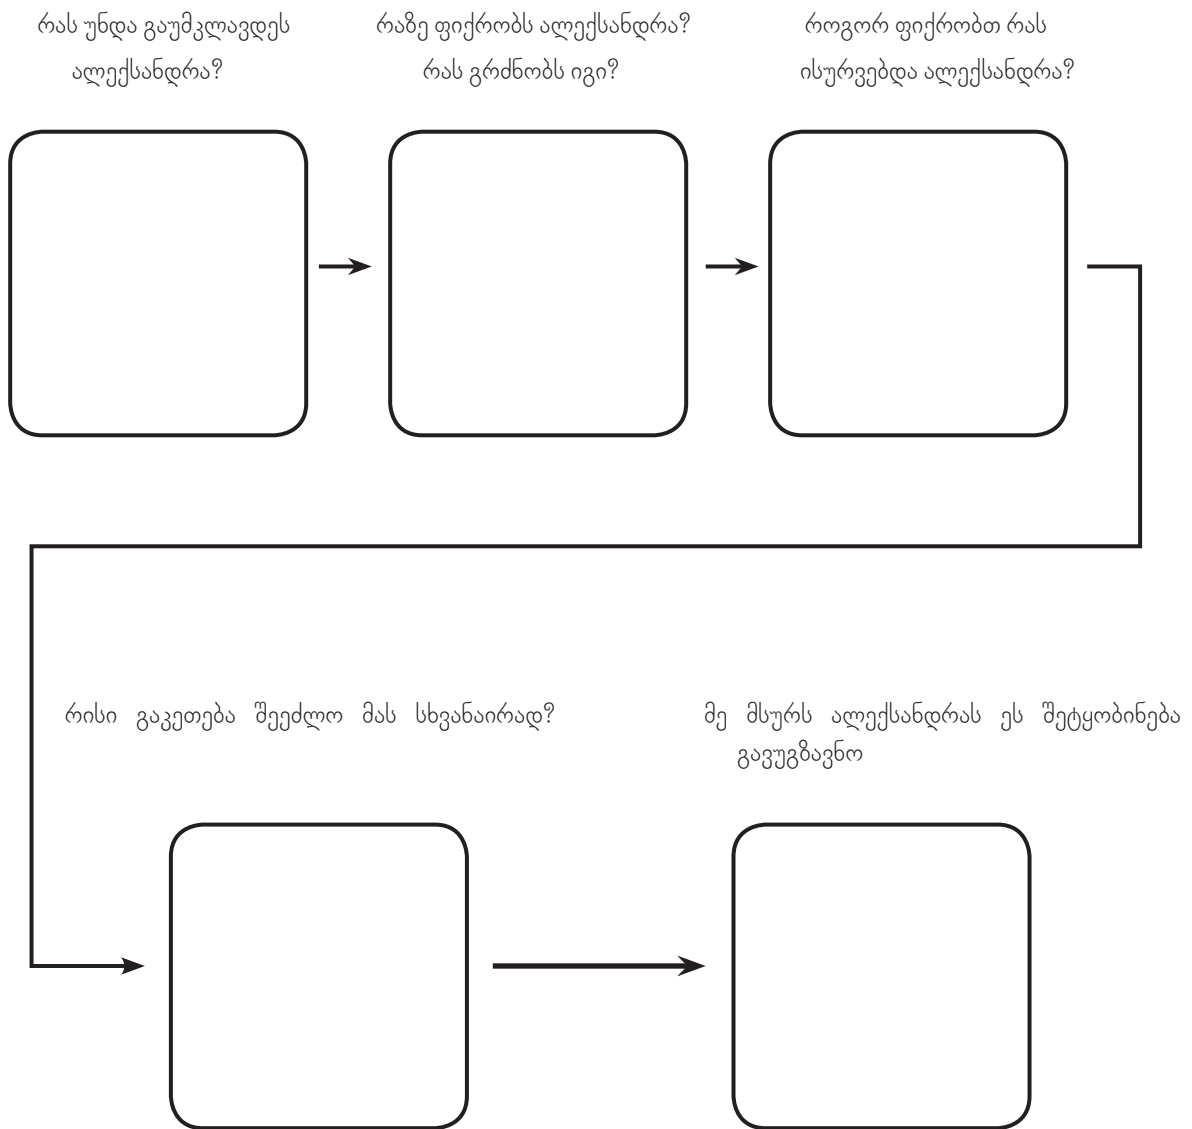 რას უნდა გაუმკლავდეს
ალექსანდრა?
რაზე ფიქრობს ალექსანდრა?
რას გრძნობს იგი?
როგორ ფიქრობთ რას
ისურვებდა ალექსანდრა?
რისი გაკეთება შეეძლო მას სხვანაირად?
მე მსურს ალექსანდრას ეს შეტყობინება
გავუგზავნო